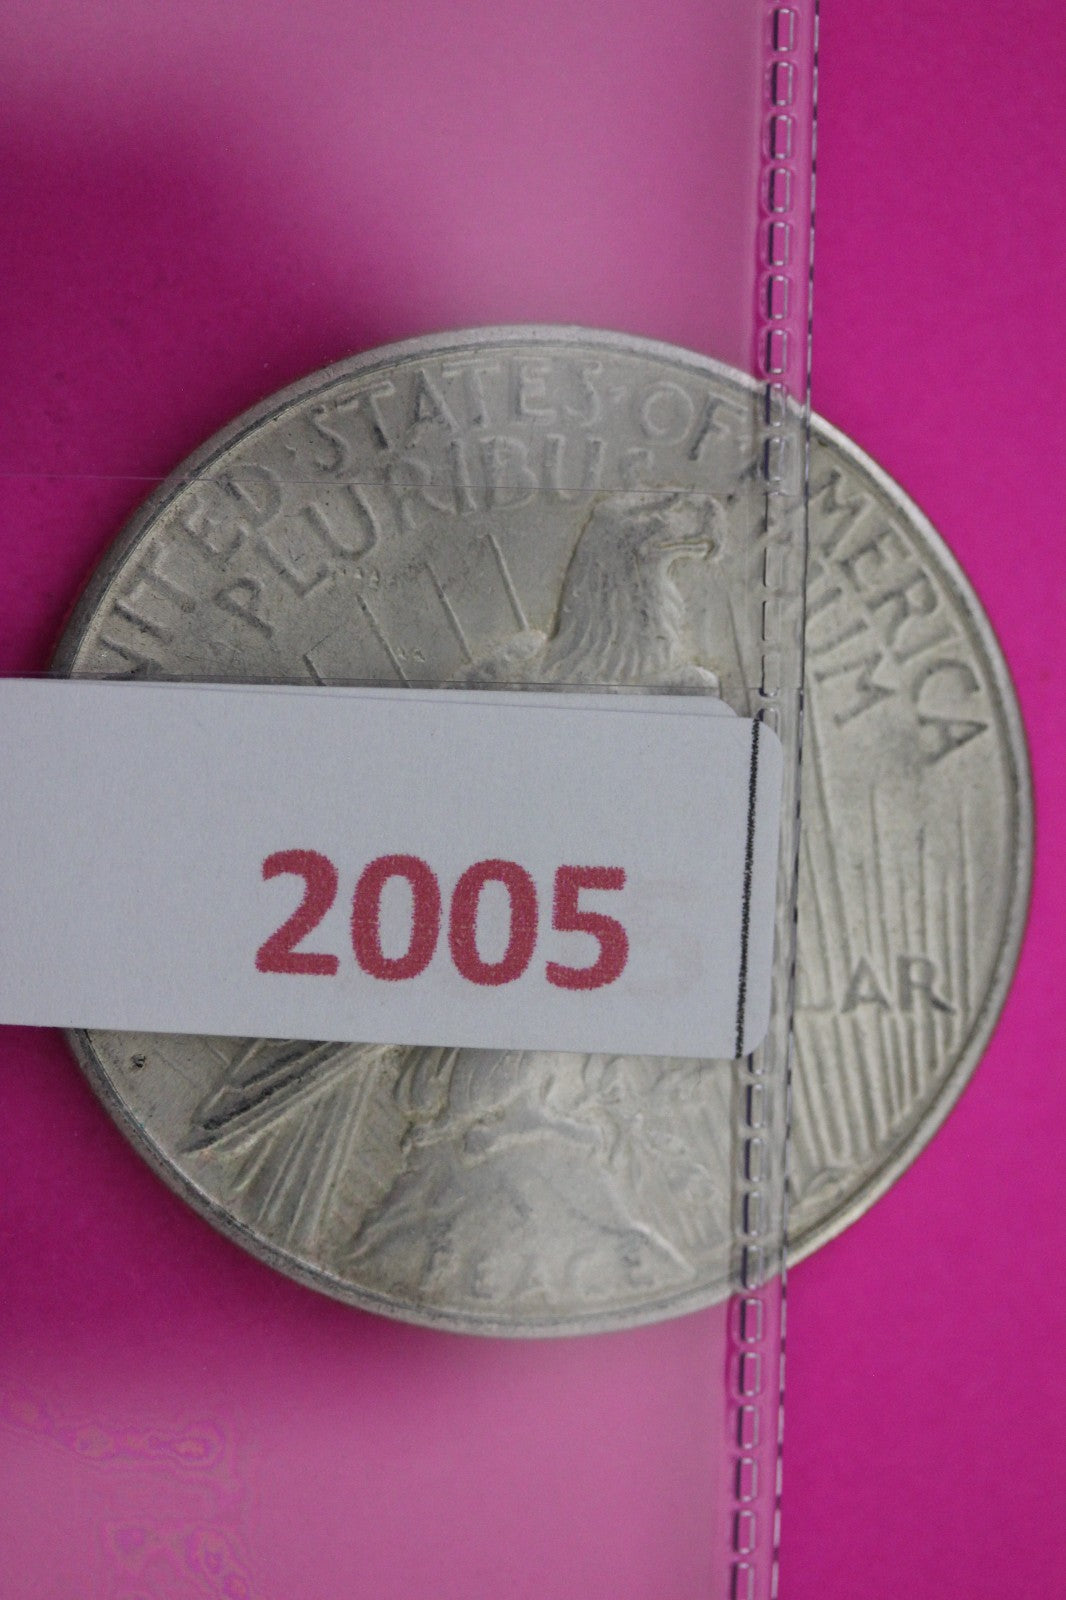 UNITED·STATES·OF AMERICA
PLURIBUS UNUM
2005
LAR
PEACE